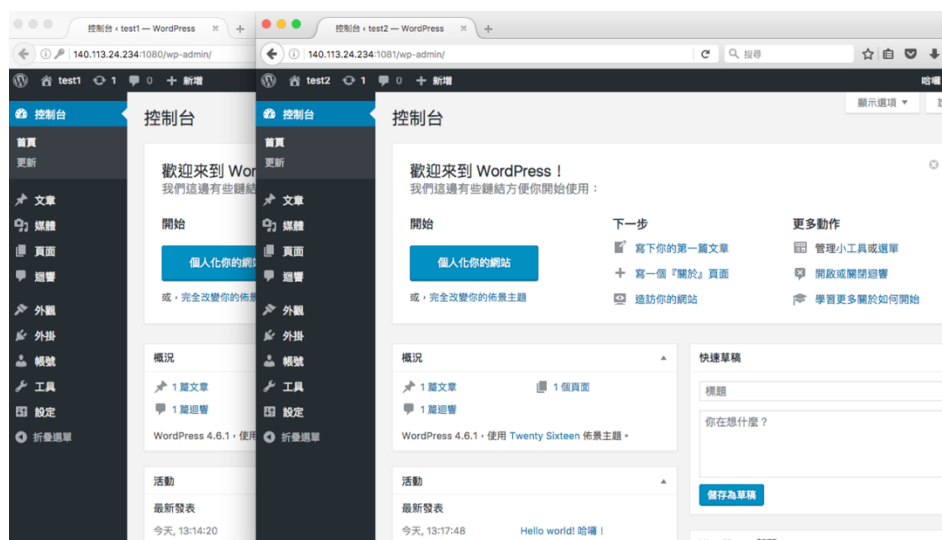 控制台 ‹ test1 — WordPress
140.113.24.234:1080/wp-admin/
test1 1 0 新增
控制台
首頁
更新
文章
媒體
頁面
迴響
外觀
外掛
帳號
工具
設定
折疊選單
控制台
歡迎來到 Wor
我們這邊有些鏈結
開始
個人化你的網
或，完全改變你的佈景
概況
1 篇文章
1 篇迴響
WordPress 4.6.1，使用
活動
最新發表
今天, 13:14:20
控制台 ‹ test2 — WordPress
140.113.24.234:1081/wp-admin/
搜尋
test2 1 0 新增
哈囉
控制台
首頁
更新
文章
媒體
頁面
迴響
外觀
外掛
帳號
工具
設定
折疊選單
顯示選項
控制台
歡迎來到 WordPress！
我們這邊有些鏈結方便你開始使用：
開始
個人化你的網站
或，完全改變你的佈景主題
下一步
寫下你的第一篇文章
寫一個『關於』頁面
造訪你的網站
更多動作
管理小工具或選單
開啟或關閉迴響
學習更多關於如何開始
概況
1 篇文章
1 個頁面
1 篇迴響
WordPress 4.6.1，使用 Twenty Sixteen 佈景主題。
活動
最新發表
今天, 13:17:48 Hello world! 哈囉！
快速草稿
標題
你在想什麼？
儲存為草稿